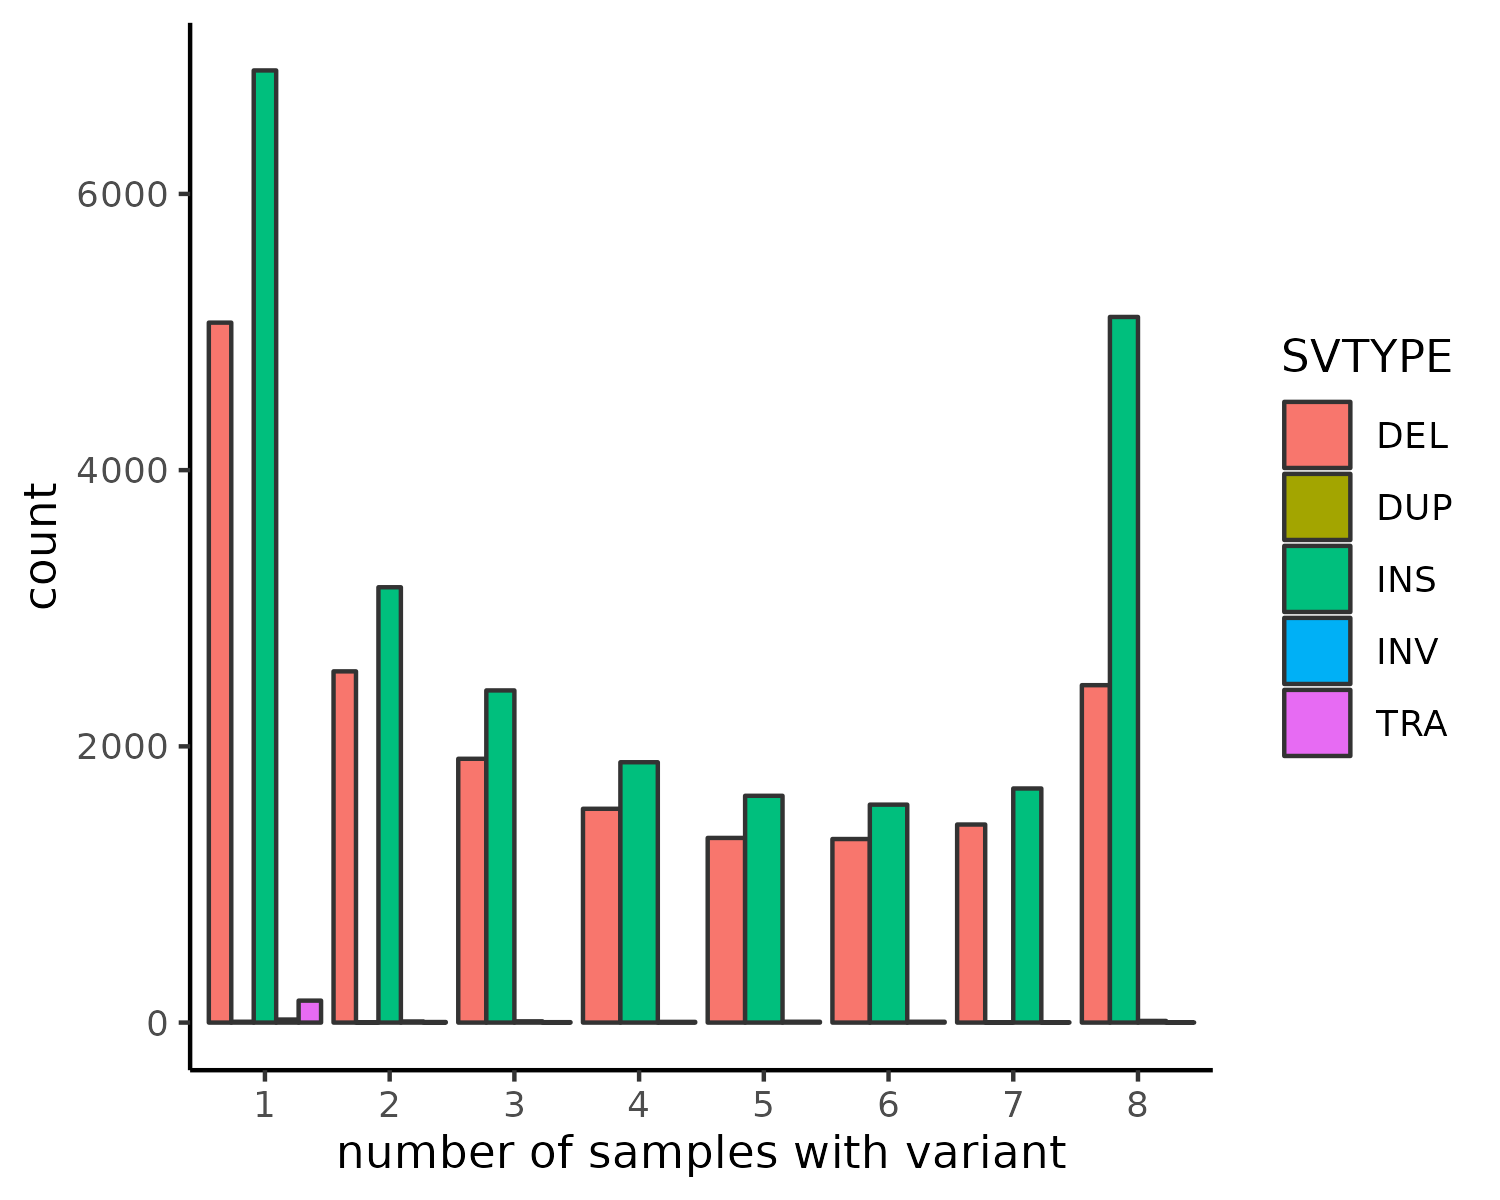 count
6000
4000
2000
0
1 2 3 4 5 6 7 8
number of samples with variant
SVTYPE
DEL
DUP
INS
INV
TRA